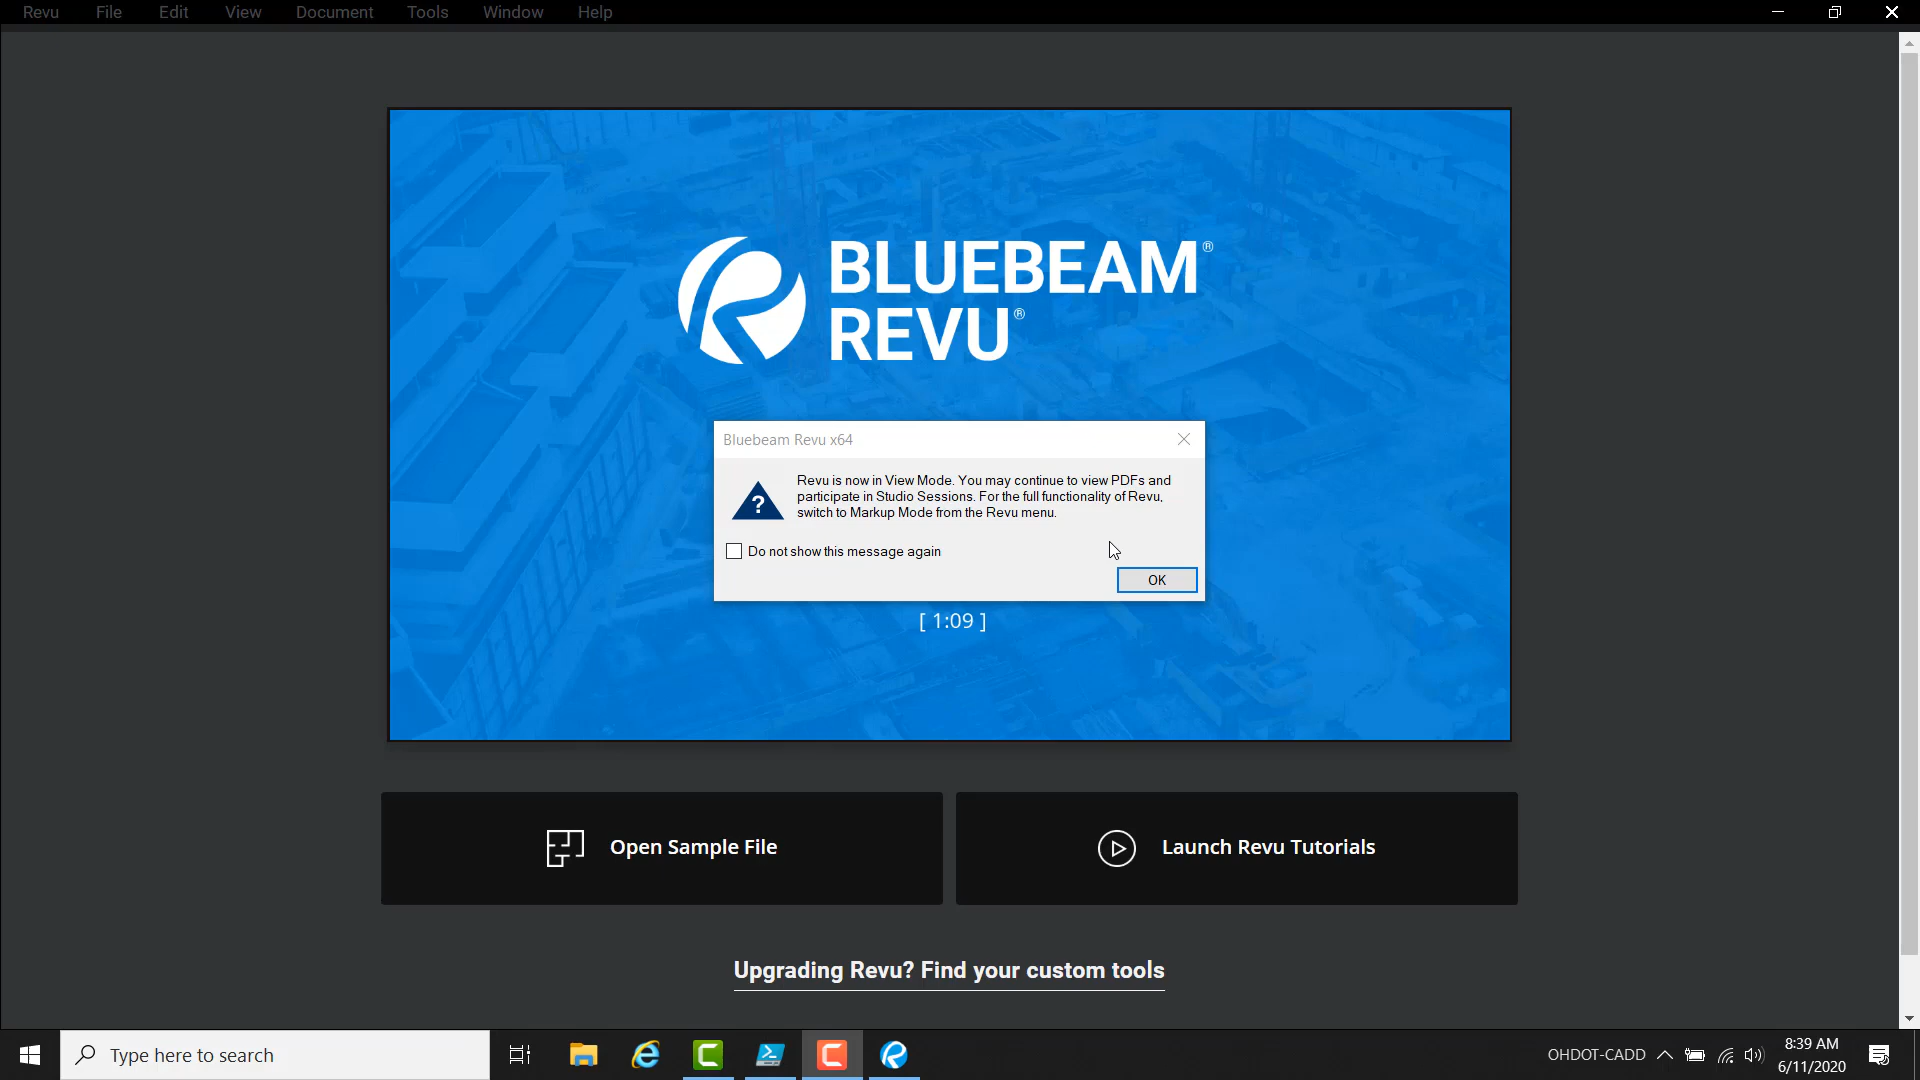 Revu File Edit View Document Tools Window Help
BLUEBEAM®
REVU®
Bluebeam Revu x64
?
Revu is now in View Mode. You may continue to view PDFs and
participate in Studio Sessions. For the full functionality of Revu,
switch to Markup Mode from the Revu menu.
Do not show this message again
OK
[ 1:09 ]
Open Sample File
Launch Revu Tutorials
Upgrading Revu? Find your custom tools
Type here to search
OHDOT-CADD
8:39 AM
6/11/2020